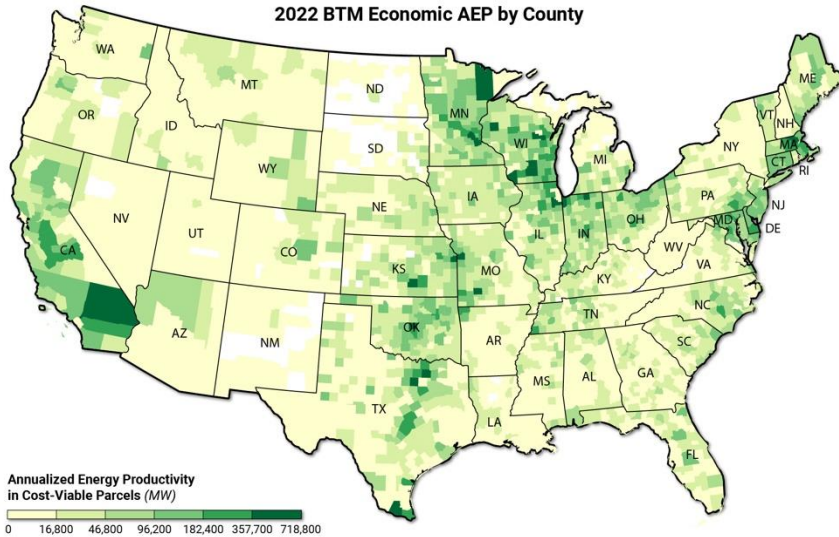 2022 BTM Economic AEP by County
WA
MT
ND
MN
ME
OR
ID
SD
WI
MI
VT
NH
NY
MA
CT
RI
WY
IA
PA
NJ
NE
NV
UT
CO
IL
IN
OH
MD
DE
WV
CA
KS
MO
KY
VA
AZ
NM
OK
AR
TN
NC
SC
TX
LA
MS
AL
GA
FL
Annualized Energy Productivity
in Cost-Viable Parcels (MW)
0 16,800 46,800 96,200 182,400 357,700 718,800